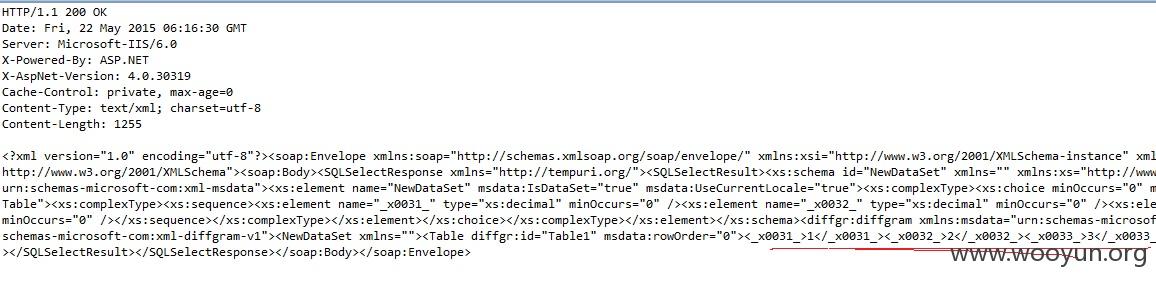 HTTP/1.1 200 OK
Date: Fri, 22 May 2015 06:16:30 GMT
Server: Microsoft-IIS/6.0
X-Powered-By: ASP.NET
X-AspNet-Version: 4.0.30319
Cache-Control: private, max-age=0
Content-Type: text/xml; charset=utf-8
Content-Length: 1255
<?xml version="1.0" encoding="utf-8"?><soap:Envelope xmlns:soap="http://schemas.xmlsoap.org/soap/envelope/" xmlns:xsi="http://www.w3.org/2001/XMLSchema-instance" xml
http://www.w3.org/2001/XMLSchema"><soap:Body><SQLSelectResponse xmlns="http://tempuri.org/"><SQLSelectResult><xs:schema id="NewDataSet" xmlns="" xmlns:xs="http://www
urn:schemas-microsoft-com:xml-msdata"><xs:element name="NewDataSet" msdata:IsDataSet="true" msdata:UseCurrentLocale="true"><xs:complexType><xs:choice minOccurs="0" m
Table"><xs:complexType><xs:sequence><xs:element name="_x0031_" type="xs:decimal" minOccurs="0" /><xs:element name="_x0032_" type="xs:decimal" minOccurs="0" /><xs:ele
minOccurs="0" /></xs:sequence></xs:complexType></xs:element></xs:choice></xs:complexType></xs:element></xs:schema><diffgr:diffgram xmlns:msdata="urn:schemas-microsof
schemas-microsoft-com:xml-diffgram-v1"><NewDataSet xmlns=""><Table diffgr:id="Table1" msdata:rowOrder="0"><_x0031_>1</_x0031_><_x0032_>2</_x0032_><_x0033_>3</_x0033_
></SQLSelectResult></SQLSelectResponse></soap:Body></soap:Envelope>
www.wooyun.org